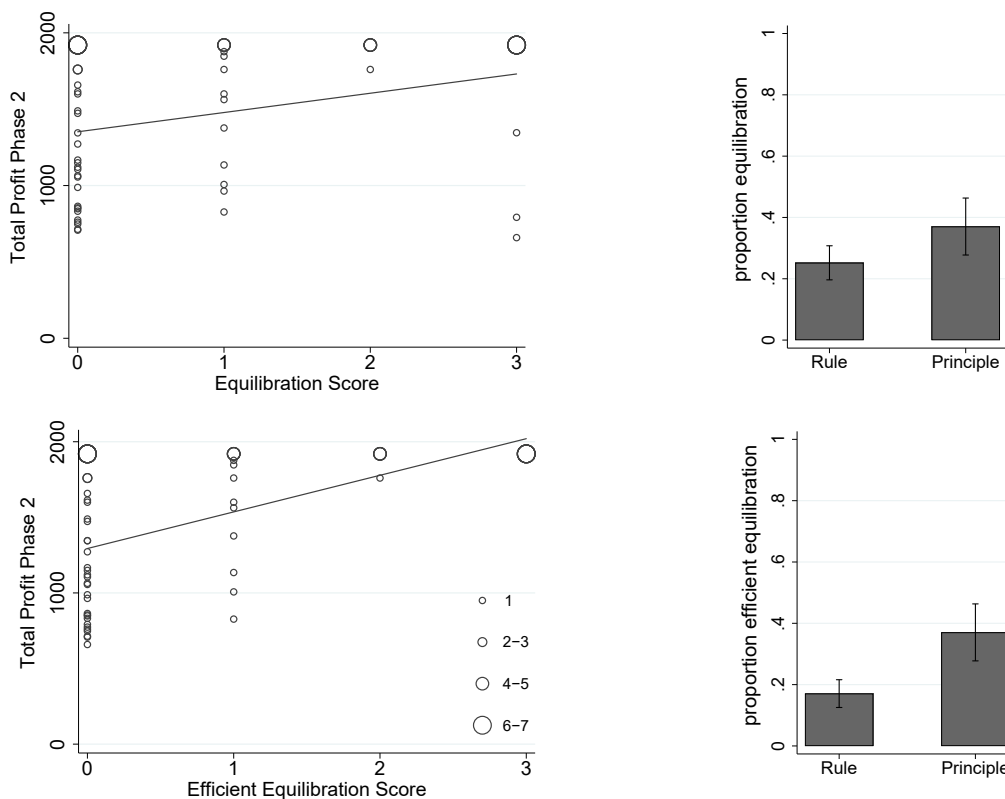 Total Profit Phase 2
2000
1000
0
0 1 2 3
Equilibration Score
proportion equilibration
1
.8
.6
.4
.2
0
Rule Principle
Total Profit Phase 2
2000
1000
0
1
2−3
4−5
6−7
0 1 2 3
Efficient Equilibration Score
proportion efficient equilibration
1
.8
.6
.4
.2
0
Rule Principle